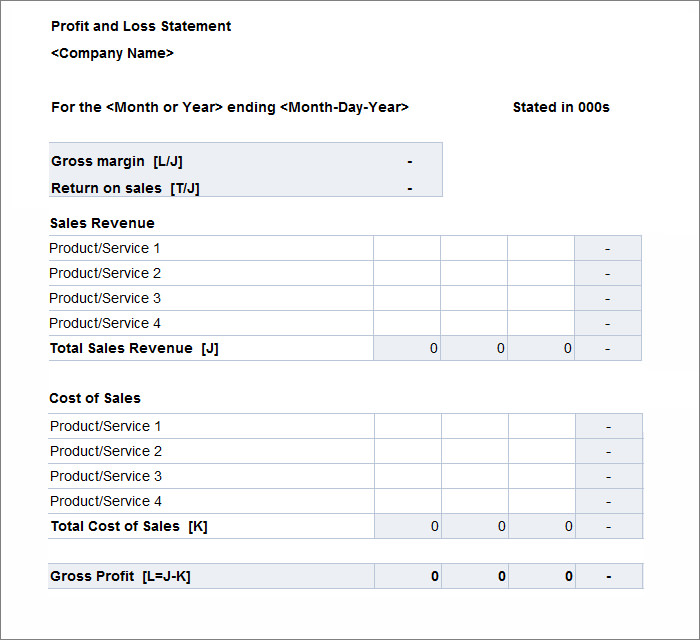 Profit and Loss Statement
<Company Name>
For the <Month or Year> ending <Month-Day-Year> Stated in 000s
Gross margin [L/J] -
Return on sales [T/J] -
Sales Revenue
Product/Service 1 -
Product/Service 2 -
Product/Service 3 -
Product/Service 4 -
Total Sales Revenue [J] 0 0 0 -
Cost of Sales
Product/Service 1 -
Product/Service 2 -
Product/Service 3 -
Product/Service 4 -
Total Cost of Sales [K] 0 0 0 -
Gross Profit [L=J-K] 0 0 0 -